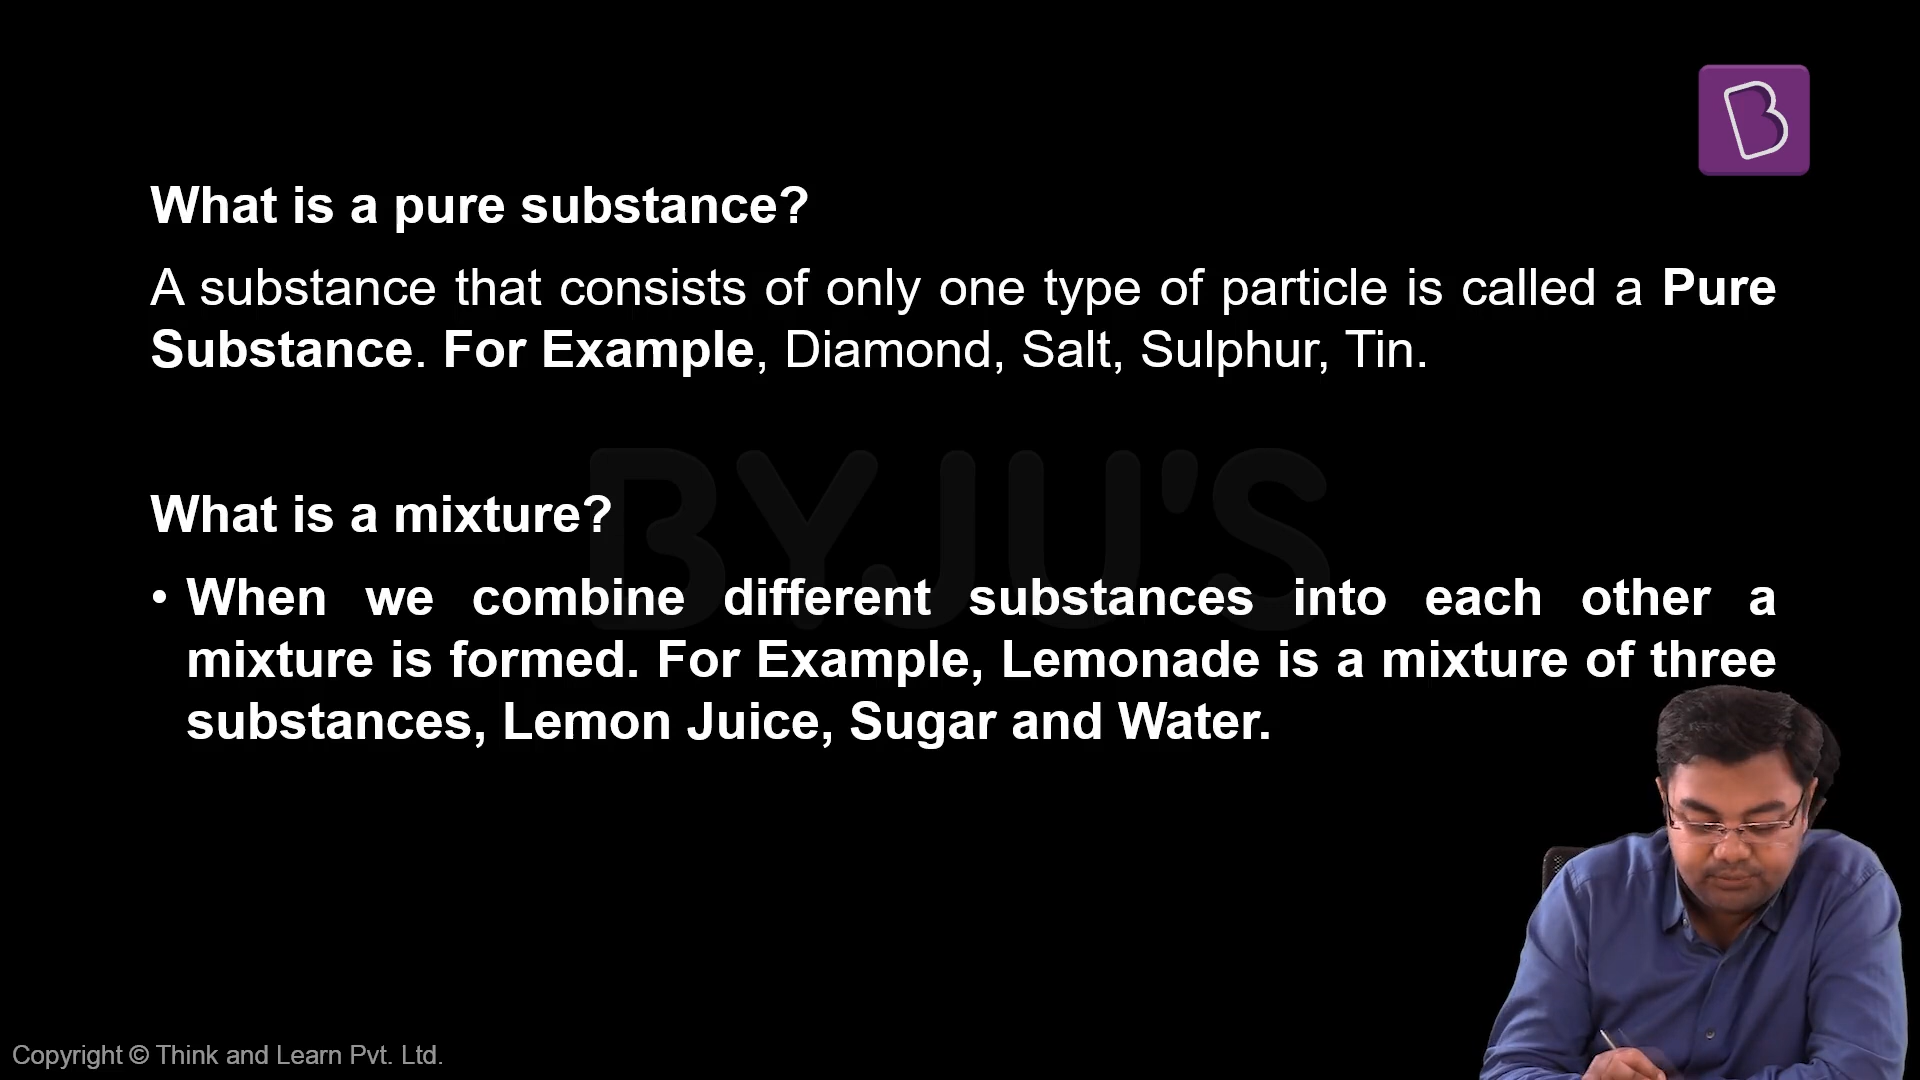 What is a pure substance?
A substance that consists of only one type of particle is called a Pure
Substance. For Example, Diamond, Salt, Sulphur, Tin.
BYJU'S
What is a mixture?
• When we combine different substances into each other a
mixture is formed. For Example, Lemonade is a mixture of three
substances, Lemon Juice, Sugar and Water.
Copyright © Think and Learn Pvt. Ltd.